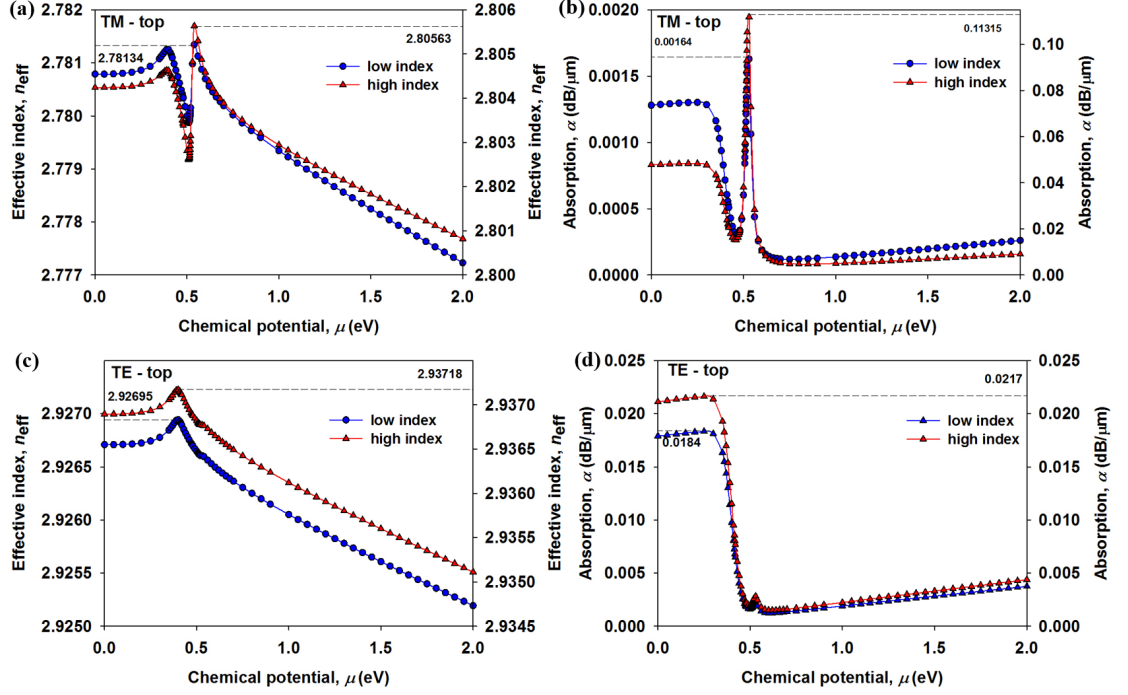 (a)
TM - top
2.782
2.781
2.780
2.779
2.778
2.777
Effective index, neff
2.78134
2.80563
low index
high index
2.806
2.805
2.804
2.803
2.802
2.801
2.800
Effective index, neff
0.0 0.5 1.0 1.5 2.0
Chemical potential, μ (eV)
(b)
TM - top
0.0020
0.0015
0.0010
0.0005
0.0000
Absorption, α (dB/μm)
0.00164
0.11315
low index
high index
0.10
0.08
0.06
0.04
0.02
0.00
Absorption, α (dB/μm)
0.0 0.5 1.0 1.5 2.0
Chemical potential, μ (eV)
(c)
TE - top
2.9270
2.9265
2.9260
2.9255
2.9250
Effective index, neff
2.92695
2.93718
low index
high index
2.9370
2.9365
2.9360
2.9355
2.9350
2.9345
Effective index, neff
0.0 0.5 1.0 1.5 2.0
Chemical potential, μ (eV)
(d)
TE - top
0.025
0.020
0.015
0.010
0.005
0.000
Absorption, α (dB/μm)
0.0184
0.0217
low index
high index
0.025
0.020
0.015
0.010
0.005
0.000
Absorption, α (dB/μm)
0.0 0.5 1.0 1.5 2.0
Chemical potential, μ (eV)